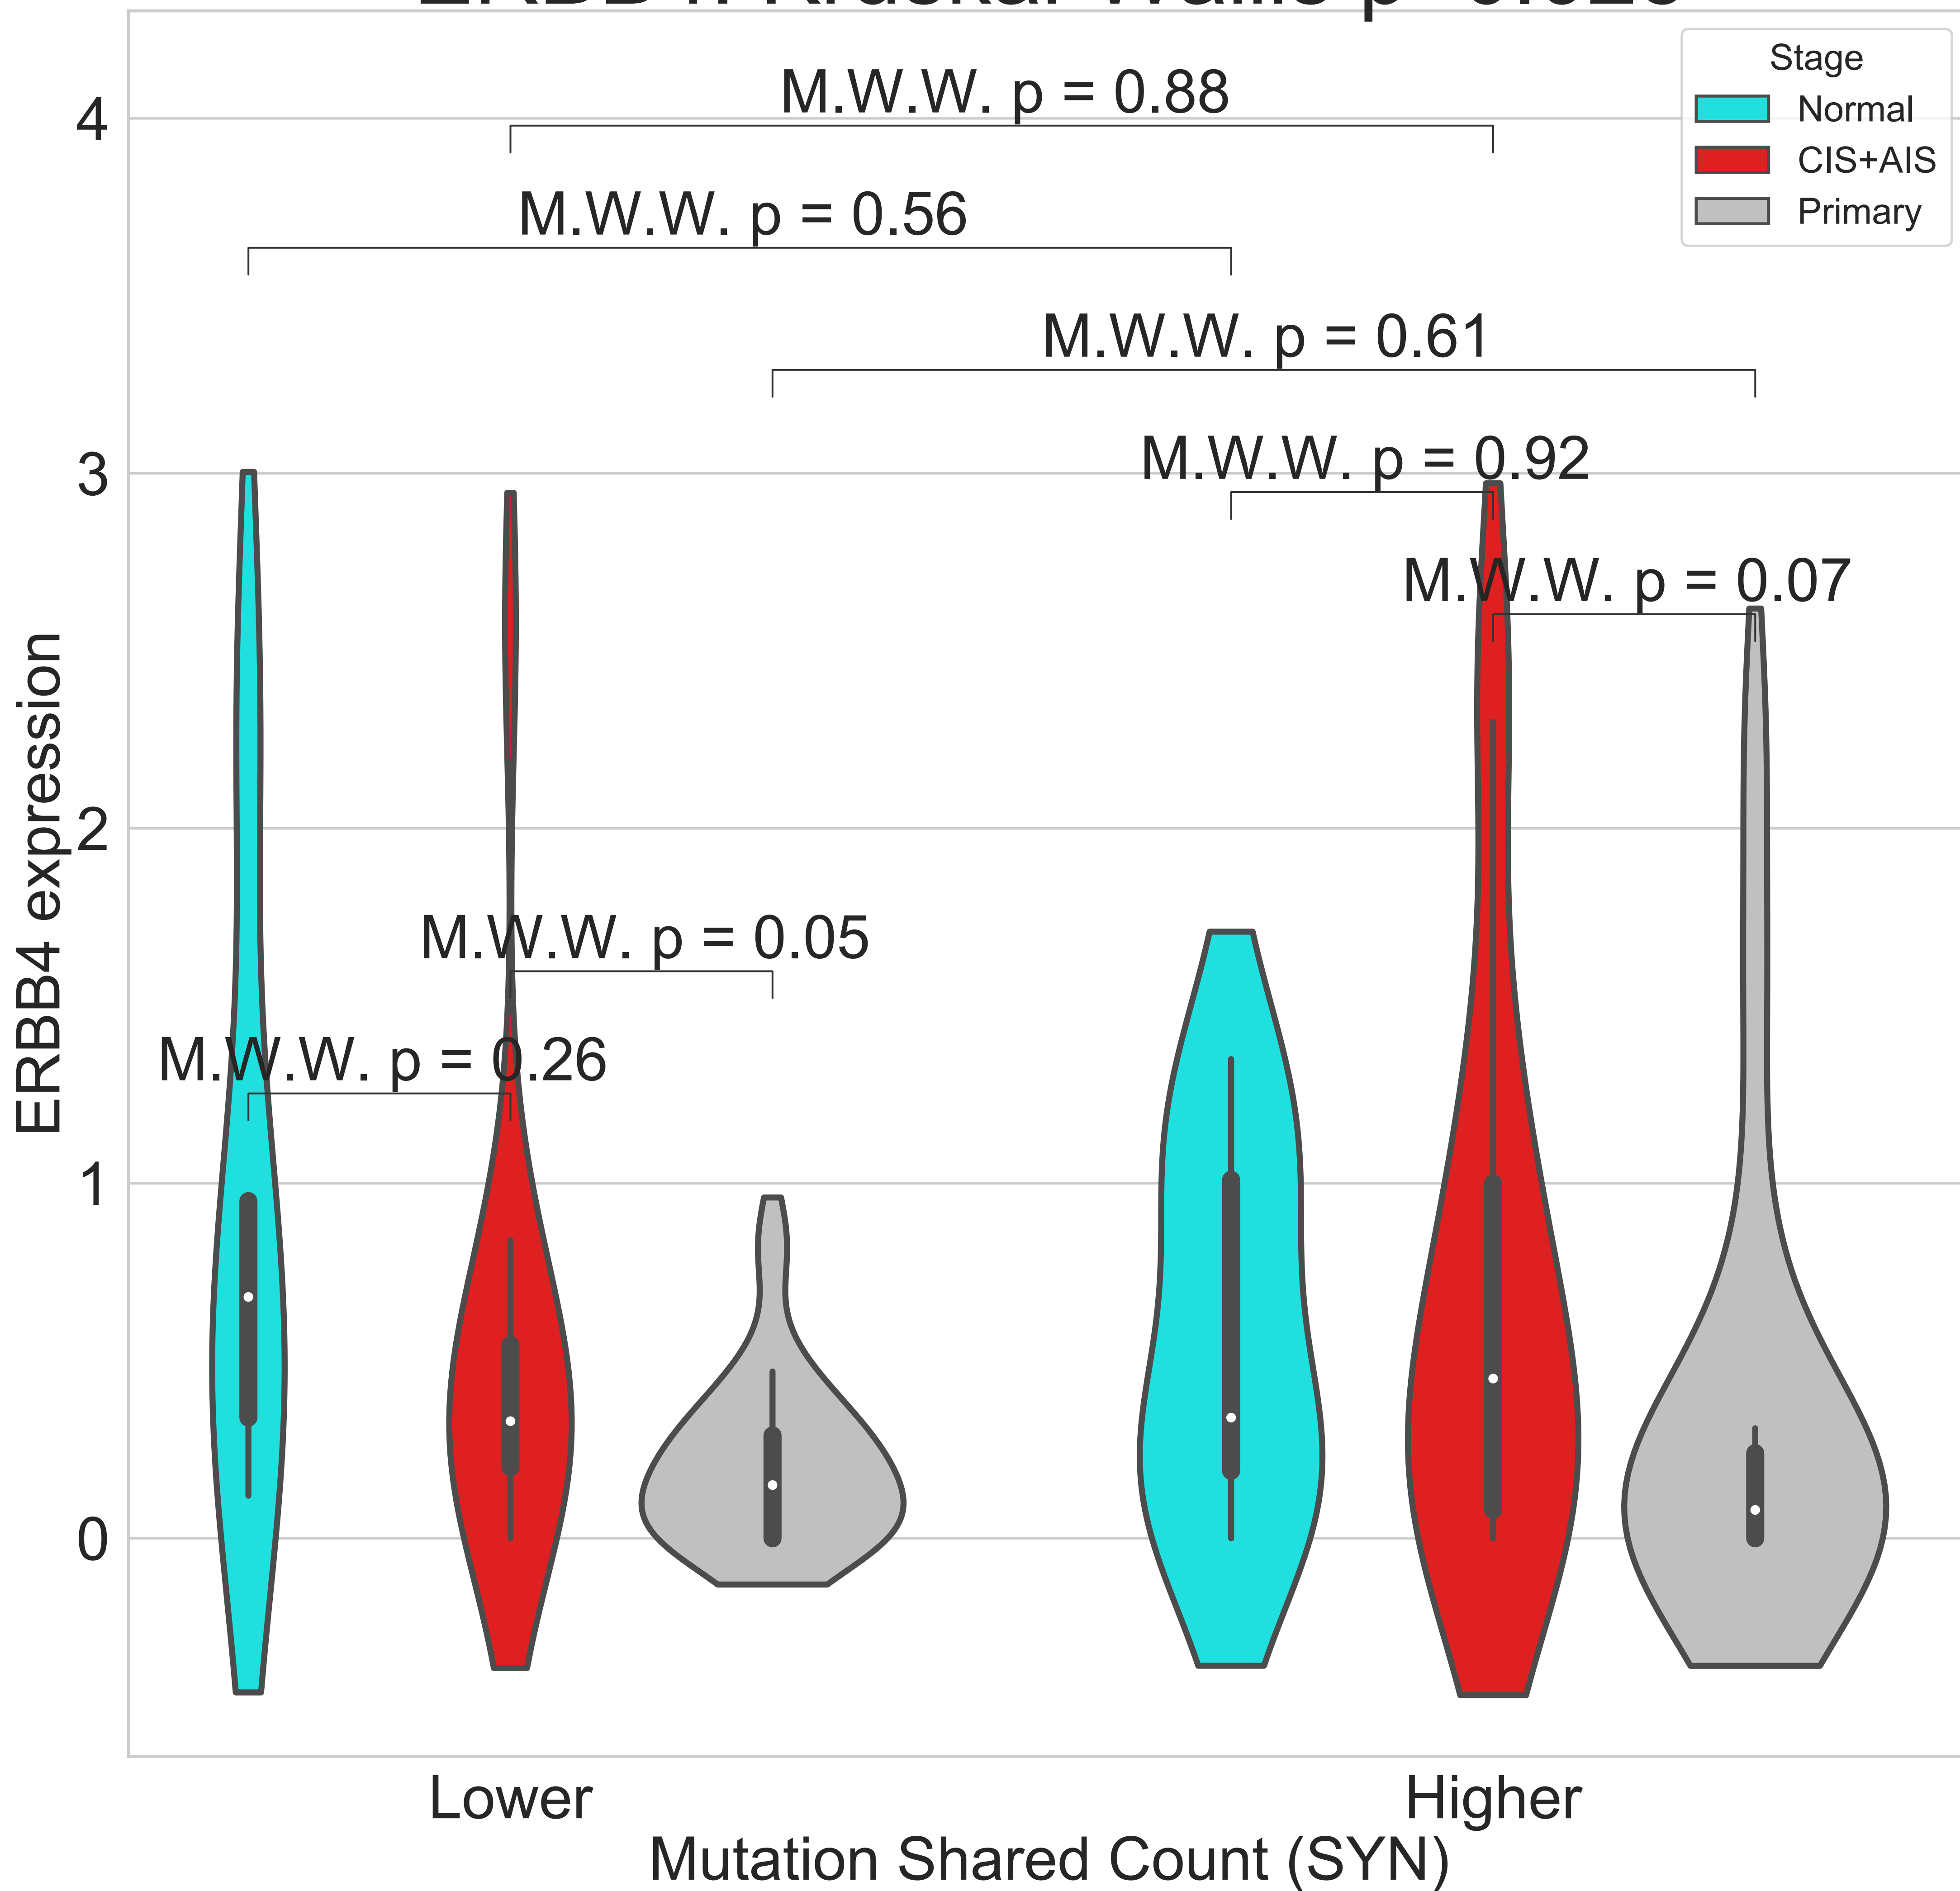 Stage
Normal
CIS+AIS
Primary
M.W.W. p = 0.88
M.W.W. p = 0.56
M.W.W. p = 0.61
M.W.W. p = 0.92
M.W.W. p = 0.07
M.W.W. p = 0.05
M.W.W. p = 0.26
4
3
2
1
0
ERBB4 expression
Lower
Higher
Mutation Shared Count (SYN)